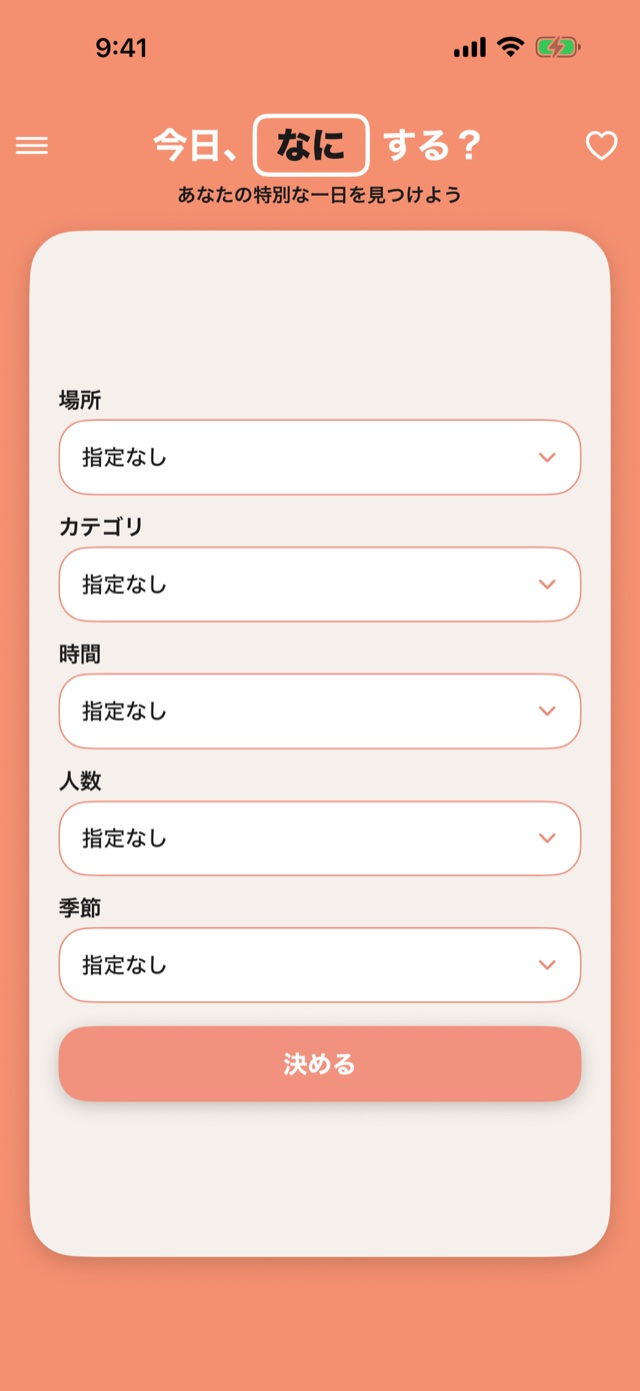 9:41
今日、なにする？
あなたの特別な一日を見つけよう
場所
指定なし
カテゴリ
指定なし
時間
指定なし
人数
指定なし
季節
指定なし
決める